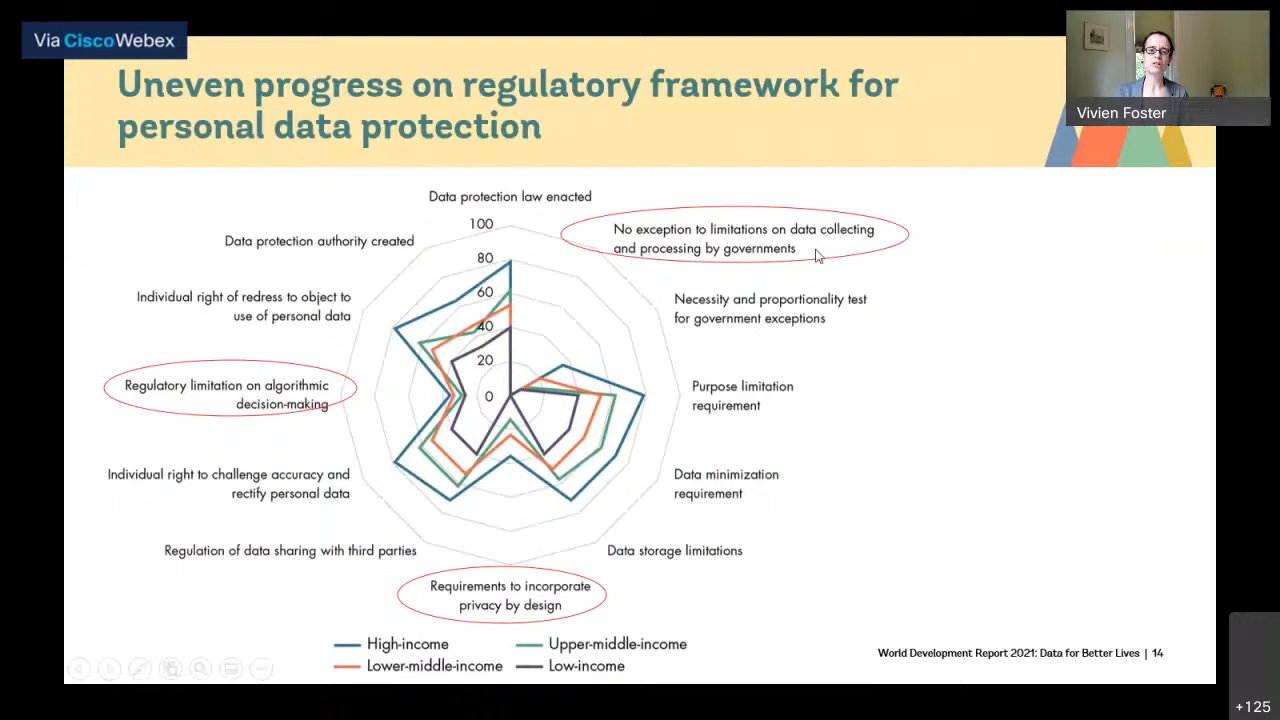 Via Cisco Webex
Uneven progress on regulatory framework for
personal data protection
Vivien Foster
Data protection law enacted
100
80
60
40
20
0
No exception to limitations on data collecting
and processing by governments
Necessity and proportionality test
for government exceptions
Purpose limitation
requirement
Data minimization
requirement
Data storage limitations
Requirements to incorporate
privacy by design
Regulation of data sharing with third parties
Individual right to challenge accuracy and
rectify personal data
Regulatory limitation on algorithmic
decision-making
Individual right of redress to object to
use of personal data
Data protection authority created
High-income
Upper-middle-income
Lower-middle-income
Low-income
World Development Report 2021: Data for Better Lives | 14
+125